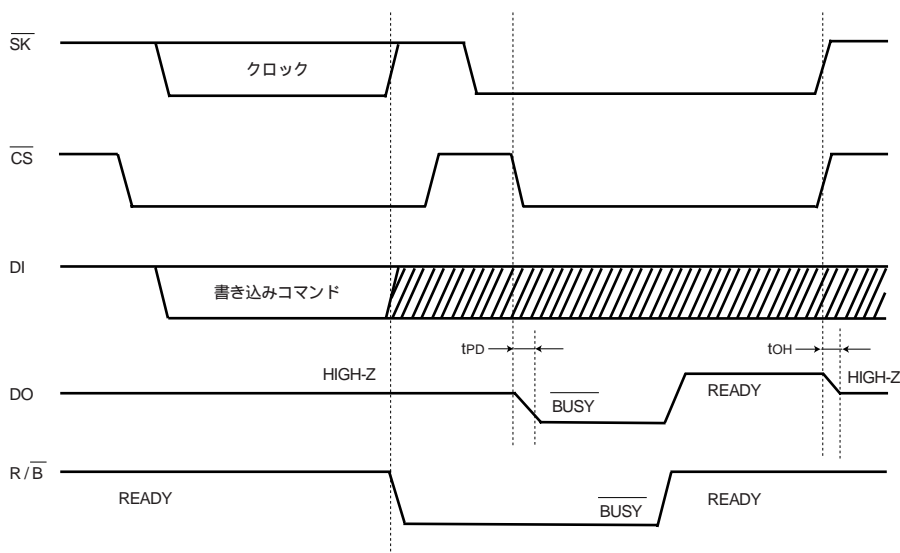 SK
クロック
CS
DI
書き込みコマンド
tPD
tOH
HIGH-Z
HIGH-Z
DO
BUSY
READY
R/B
READY
BUSY
READY